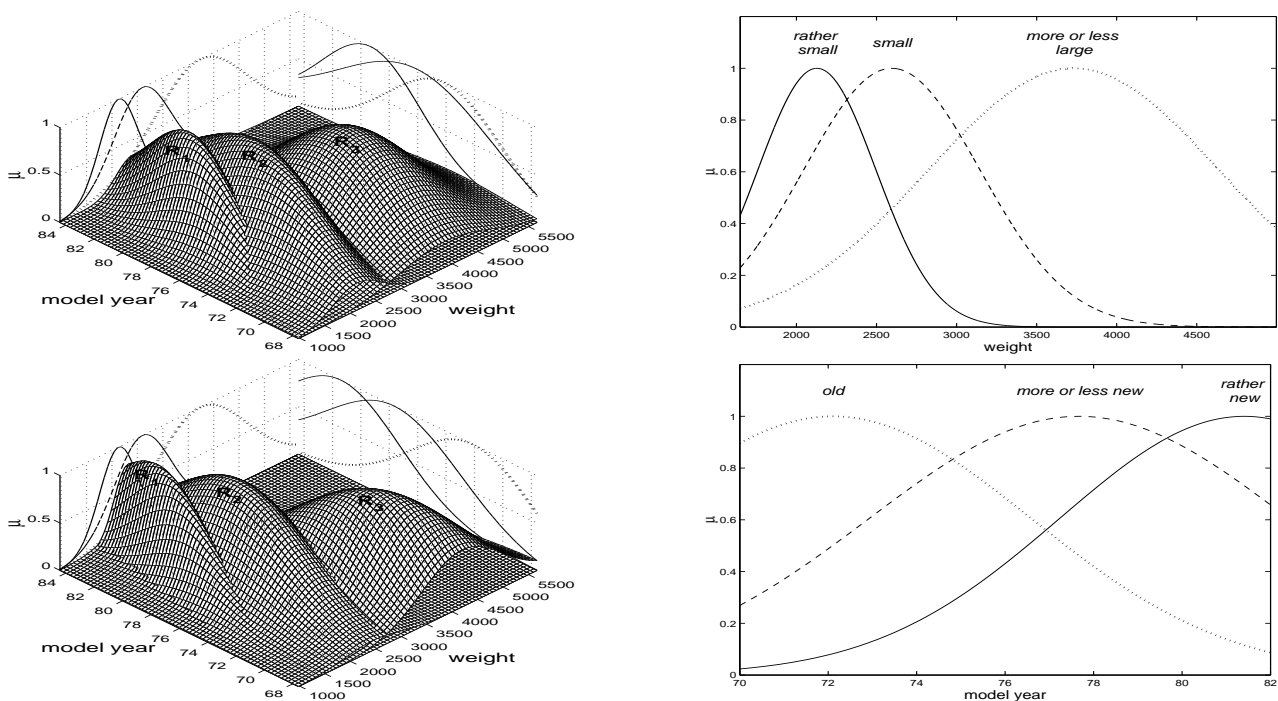 1
0.5
0
μ
84
82
80
78
76
74
72
70
68
model year
1000
1500
2000
2500
3000
3500
4000
4500
5000
5500
weight
R1
R2
R3
rather
small
small
more or less
large
1
0.8
0.6
0.4
0.2
0
μ
2000
2500
3000
3500
4000
4500
weight
1
0.5
0
μ
84
82
80
78
76
74
72
70
68
model year
1000
1500
2000
2500
3000
3500
4000
4500
5000
5500
weight
R1
R2
R3
old
more or less new
rather
new
1
0.8
0.6
0.4
0.2
0
μ
70
72
74
76
78
80
82
model year